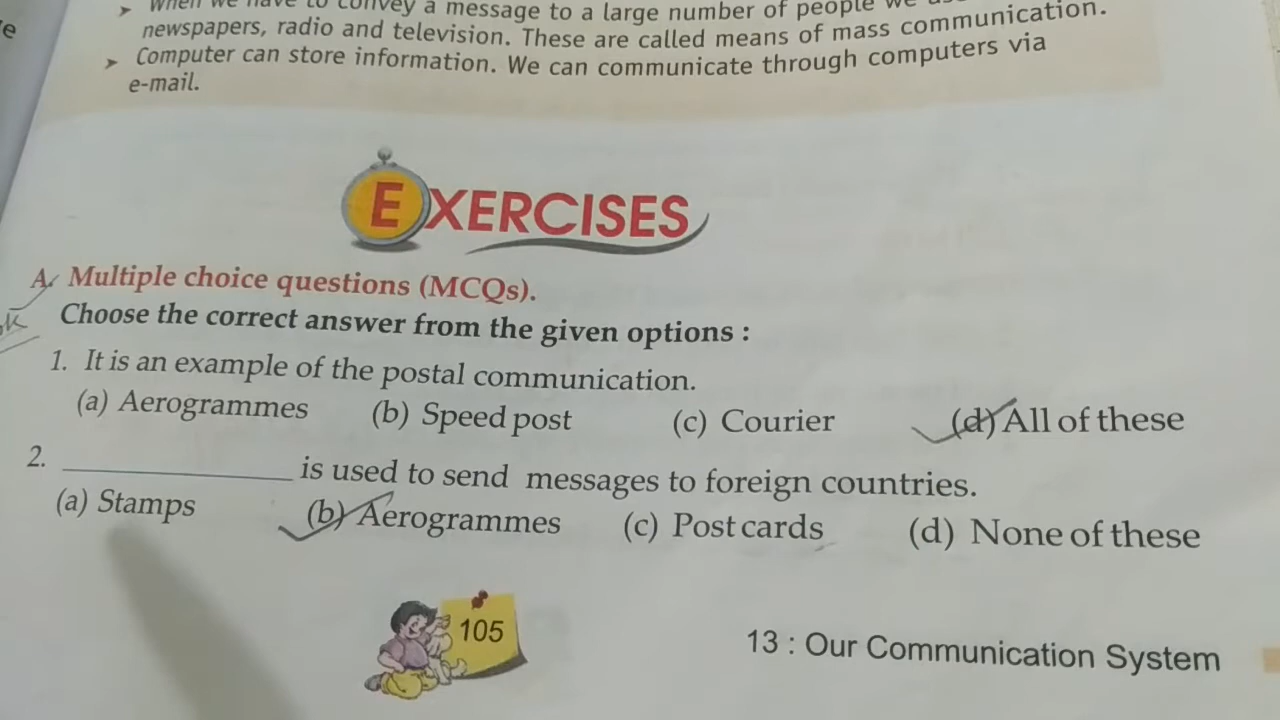 ➤ When we have to convey a message to a large number of people we
newspapers, radio and television. These are called means of mass communication.
➤ Computer can store information. We can communicate through computers via
e-mail.
EXERCISES
A. Multiple choice questions (MCQs).
Choose the correct answer from the given options :
1. It is an example of the postal communication.
(a) Aerogrammes (b) Speed post (c) Courier (d) All of these
2. ______________ is used to send messages to foreign countries.
(a) Stamps (b) Aerogrammes (c) Post cards (d) None of these
105
13 : Our Communication System